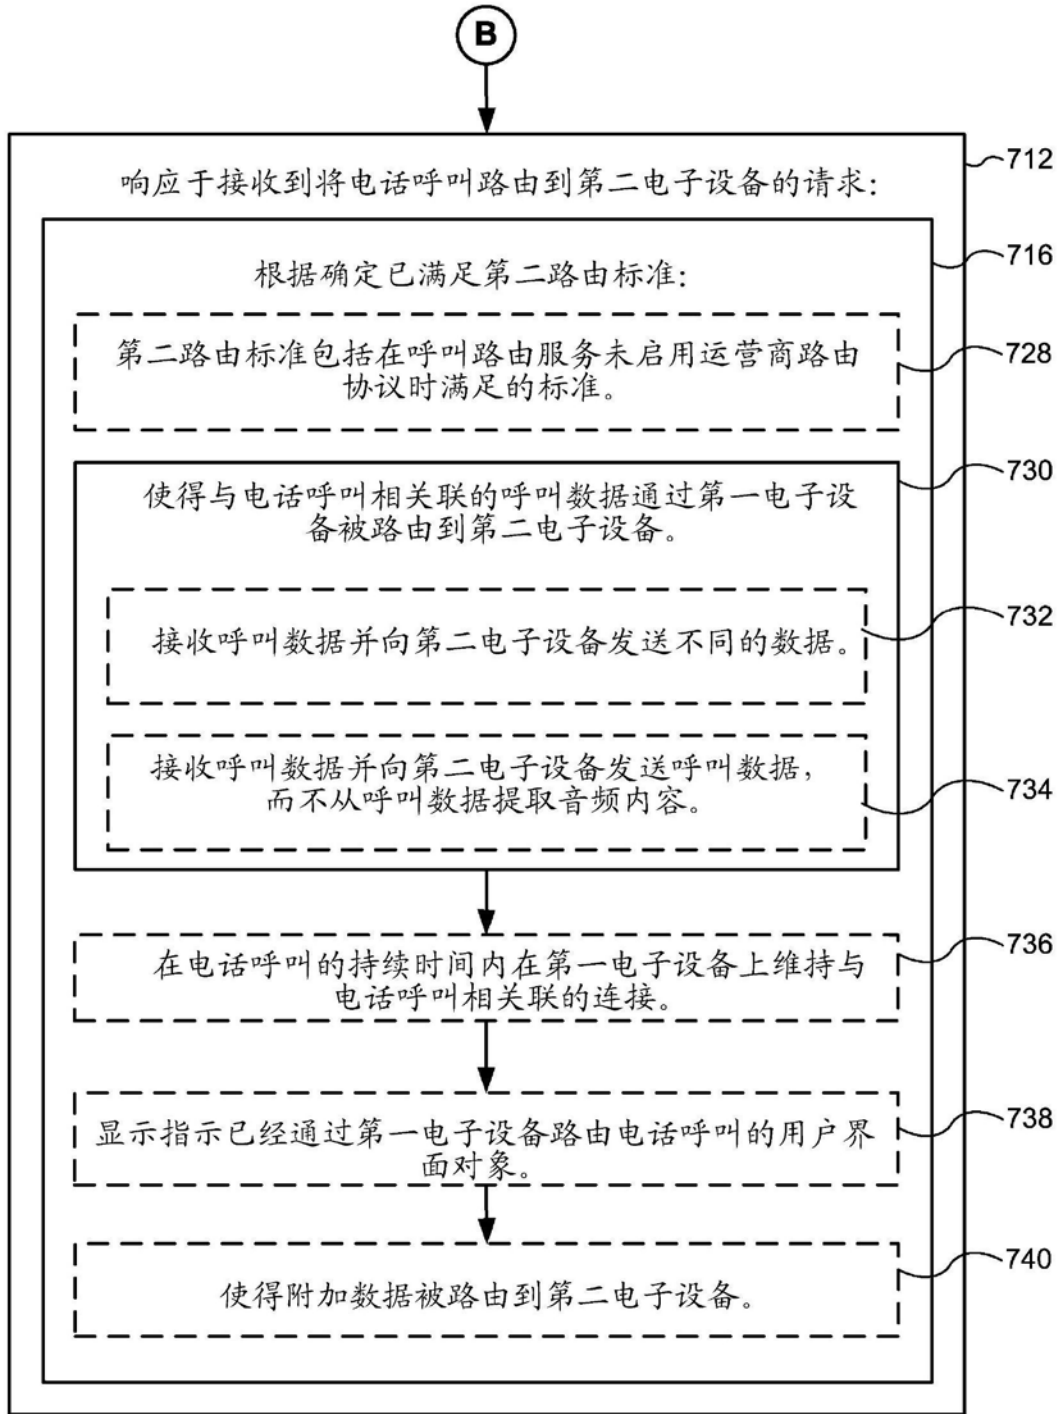 B
响应于接收到将电话呼叫路由到第二电子设备的请求:
712
根据确定已满足第二路由标准:
716
第二路由标准包括在呼叫路由服务未启用运营商路由
协议时满足的标准。
728
使得与电话呼叫相关联的呼叫数据通过第一电子设
备被路由到第二电子设备。
730
接收呼叫数据并向第二电子设备发送不同的数据。
732
接收呼叫数据并向第二电子设备发送呼叫数据,
而不从呼叫数据提取音频内容。
734
在电话呼叫的持续时间内在第一电子设备上维持与
电话呼叫相关联的连接。
736
显示指示已经通过第一电子设备路由电话呼叫的用户界
面对象。
738
使得附加数据被路由到第二电子设备。
740